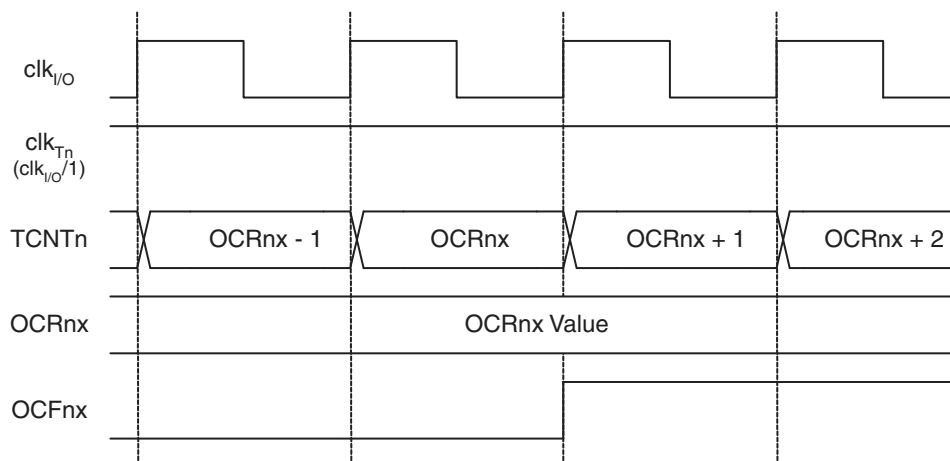 clkI/O
clkTn
(clkI/O/1)
TCNTn
OCRnx - 1
OCRnx
OCRnx + 1
OCRnx + 2
OCRnx
OCRnx Value
OCFnx